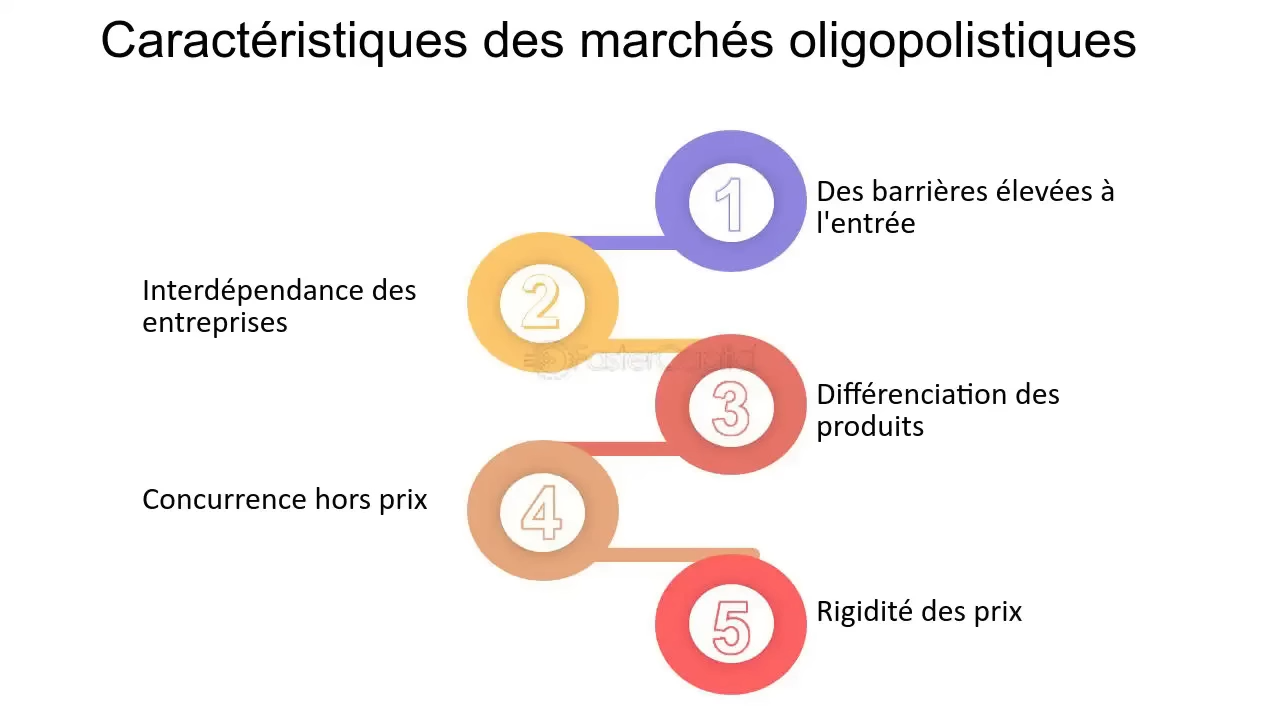 Caractéristiques des marchés oligopolistiques
1
Des barrières élevées à
l'entrée
2
Interdépendance des
entreprises
FasterCapital
3
Différenciation des
produits
4
Concurrence hors prix
5
Rigidité des prix